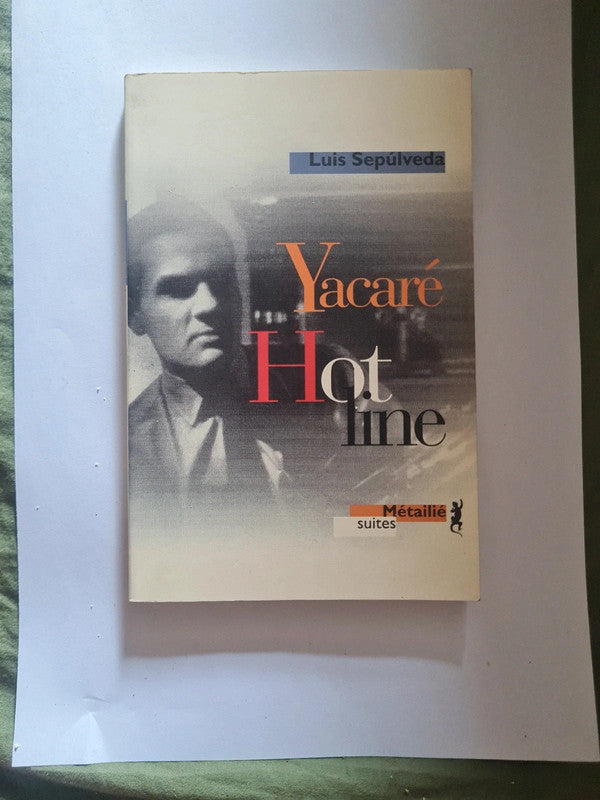 Luis Sepúlveda
Yacaré
Hot
line
Métailié
suites